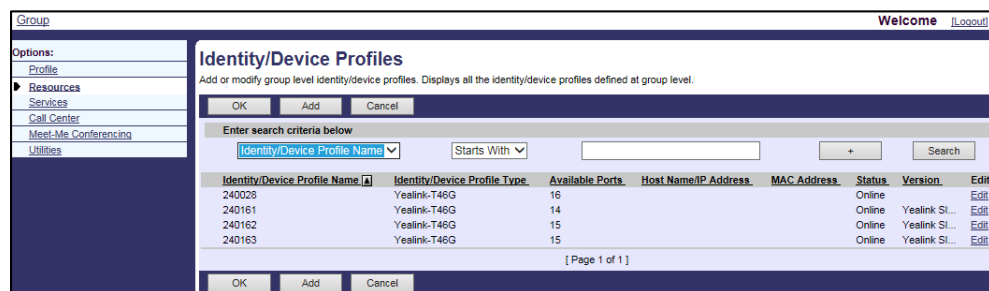 Group Welcome [Logout]
Options:
Profile
Resources
Services
Call Center
Meet-Me Conferencing
Utilities
Identity/Device Profiles
Add or modify group level identity/device profiles. Displays all the identity/device profiles defined at group level.
OK Add Cancel
Enter search criteria below
Identity/Device Profile Name Starts With + Search
Identity/Device Profile Name Identity/Device Profile Type Available Ports Host Name/IP Address MAC Address Status Version Edit
240028 Yealink-T46G 16 Online Edit
240161 Yealink-T46G 14 Online Yealink SI... Edit
240162 Yealink-T46G 15 Online Yealink SI... Edit
240163 Yealink-T46G 15 Online Yealink SI... Edit
[ Page 1 of 1 ]
OK Add Cancel